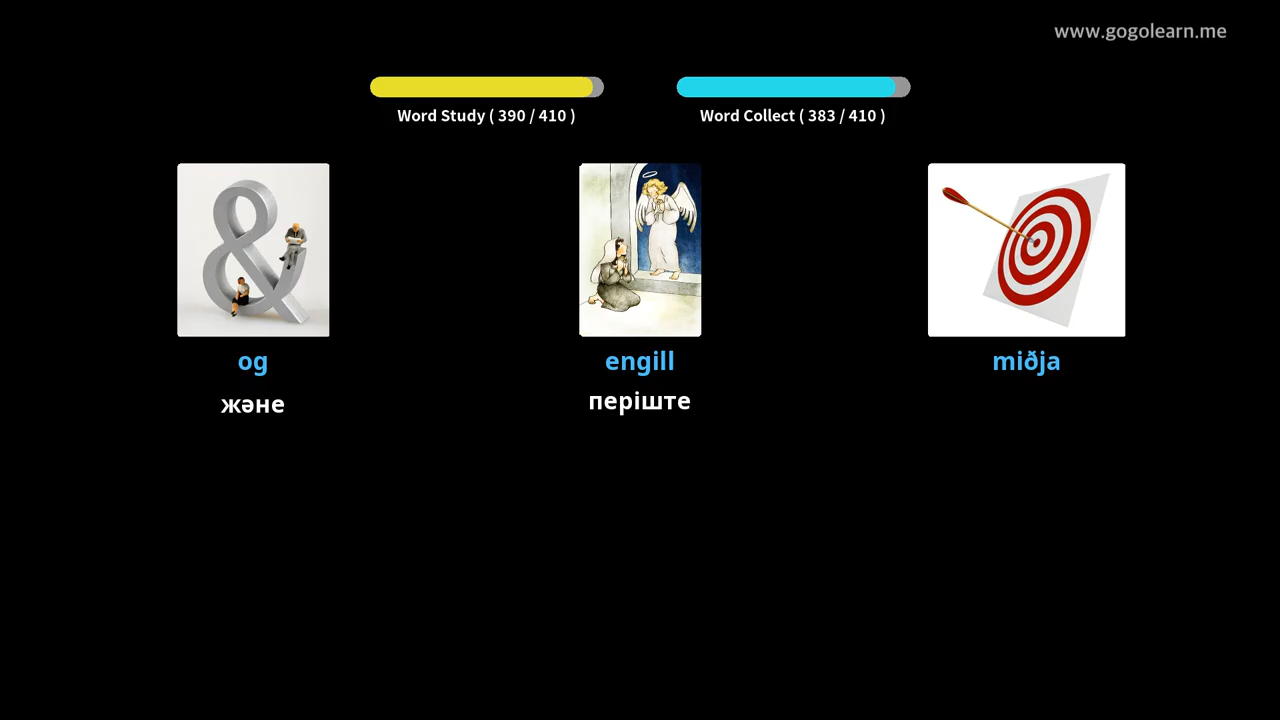 www.gogolearn.me
Word Study ( 390 / 410 )
Word Collect ( 383 / 410 )
&
og
engill
miðja
және
періште